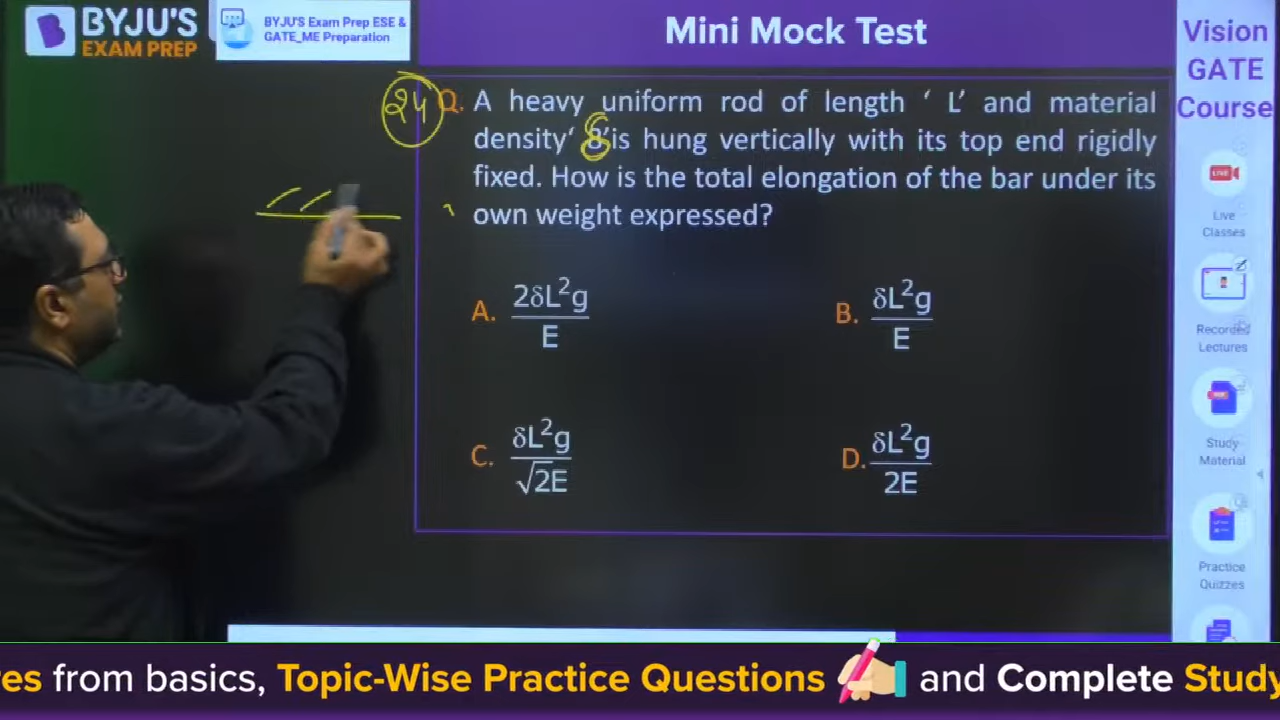 BYJU'S
EXAM PREP
BYJU'S Exam Prep ESE &
GATE_ME Preparation
Mini Mock Test
Vision
GATE
Course
24 Q. A heavy uniform rod of length ‘ L’ and material
density‘ δ’is hung vertically with its top end rigidly
fixed. How is the total elongation of the bar under its
own weight expressed?
A. 2δL²g / E
B. δL²g / E
C. δL²g / √2E
D. δL²g / 2E
LIVE
Live
Classes
Recorded
Lectures
Study
Material
Practice
Quizzes
es from basics, Topic-Wise Practice Questions and Complete Study